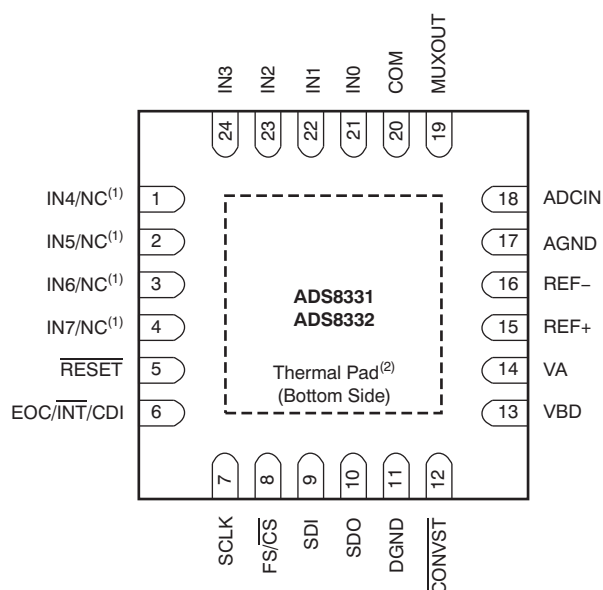 IN3
IN2
IN1
IN0
COM
MUXOUT
24
23
22
21
20
19
IN4/NC(1) 1
IN5/NC(1) 2
IN6/NC(1) 3
IN7/NC(1) 4
RESET 5
EOC/INT/CDI 6
18 ADCIN
17 AGND
16 REF–
15 REF+
14 VA
13 VBD
ADS8331
ADS8332
Thermal Pad(2)
(Bottom Side)
7
8
9
10
11
12
SCLK
FS/CS
SDI
SDO
DGND
CONVST